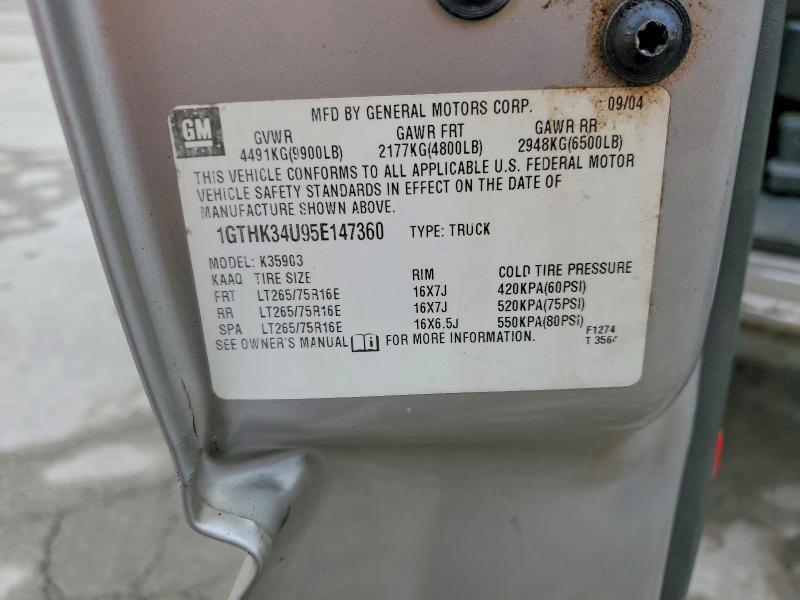 MFD BY GENERAL MOTORS CORP. 09/04
GM
GVWR GAWR FRT GAWR RR
4491KG(9900LB) 2177KG(4800LB) 2948KG(6500LB)
THIS VEHICLE CONFORMS TO ALL APPLICABLE U.S. FEDERAL MOTOR
VEHICLE SAFETY STANDARDS IN EFFECT ON THE DATE OF
MANUFACTURE SHOWN ABOVE.
1GTHK34U95E147360 TYPE: TRUCK
MODEL: K35903
KAAQ TIRE SIZE RIM COLD TIRE PRESSURE
FRT LT265/75R16E 16X7J 420KPA(60PSI)
RR LT265/75R16E 16X7J 520KPA(75PSI)
SPA LT265/75R16E 16X6.5J 550KPA(80PSI)
SEE OWNER'S MANUAL i FOR MORE INFORMATION.
F1274
T 3564